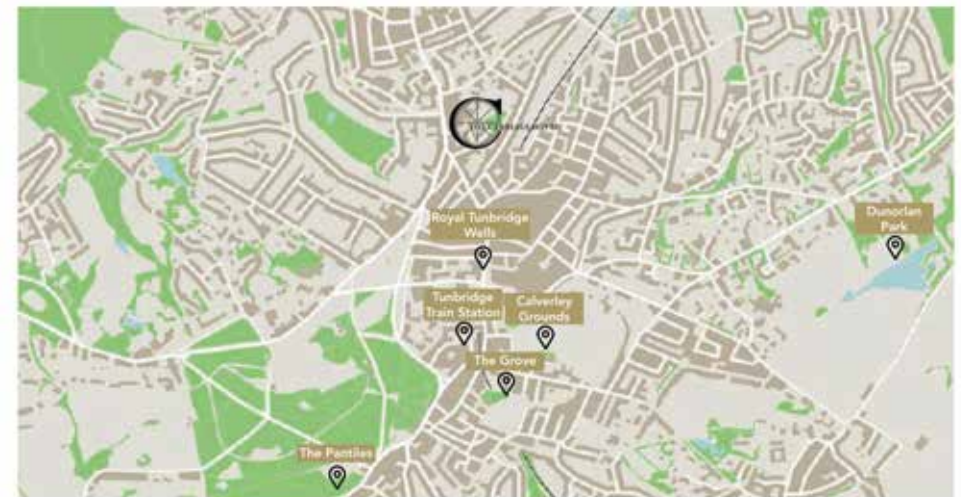 C
Royal Tunbridge
Wells
Dunorlan
Park
Tunbridge
Train Station
Calverley
Grounds
The Grove
The Pantiles